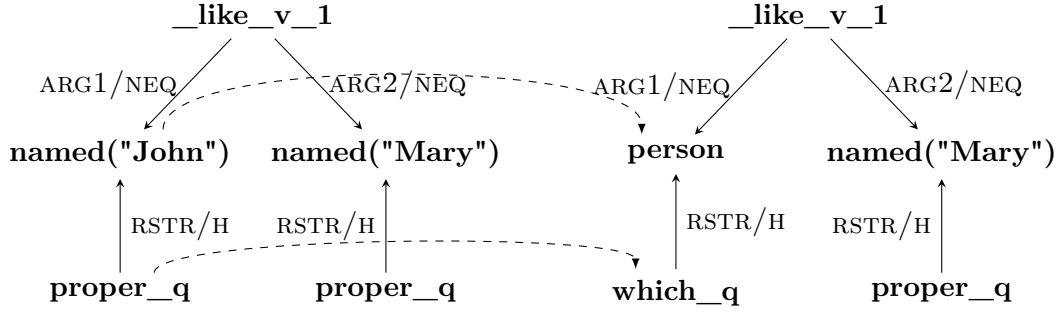 _like_v_1 _like_v_1
ARG1/NEQ ARG2/NEQ ARG1/NEQ ARG2/NEQ
named("John") named("Mary") person named("Mary")
RSTR/H RSTR/H RSTR/H RSTR/H
proper_q proper_q which_q proper_q